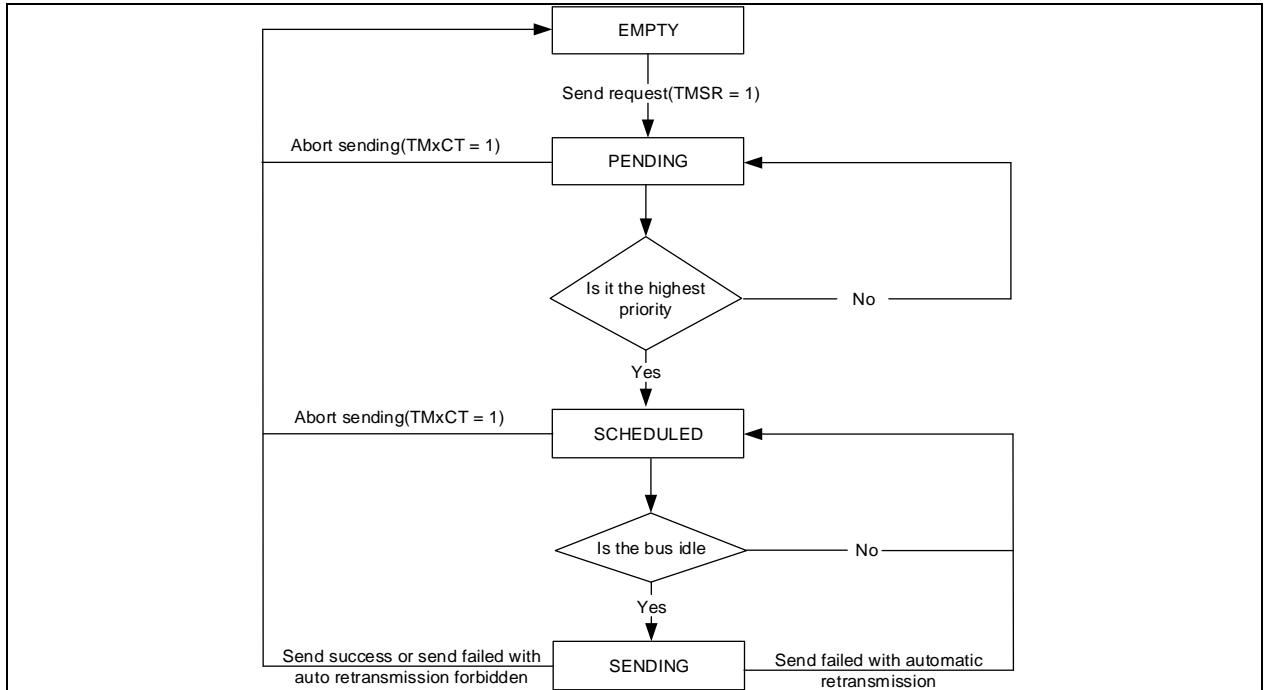 EMPTY
Send request(TMSR = 1)
Abort sending(TMxCT = 1)
PENDING
Is it the highest
priority
No
Yes
Abort sending(TMxCT = 1)
SCHEDULED
Is the bus idle
No
Yes
Send success or send failed with
auto retransmission forbidden
SENDING
Send failed with automatic
retransmission